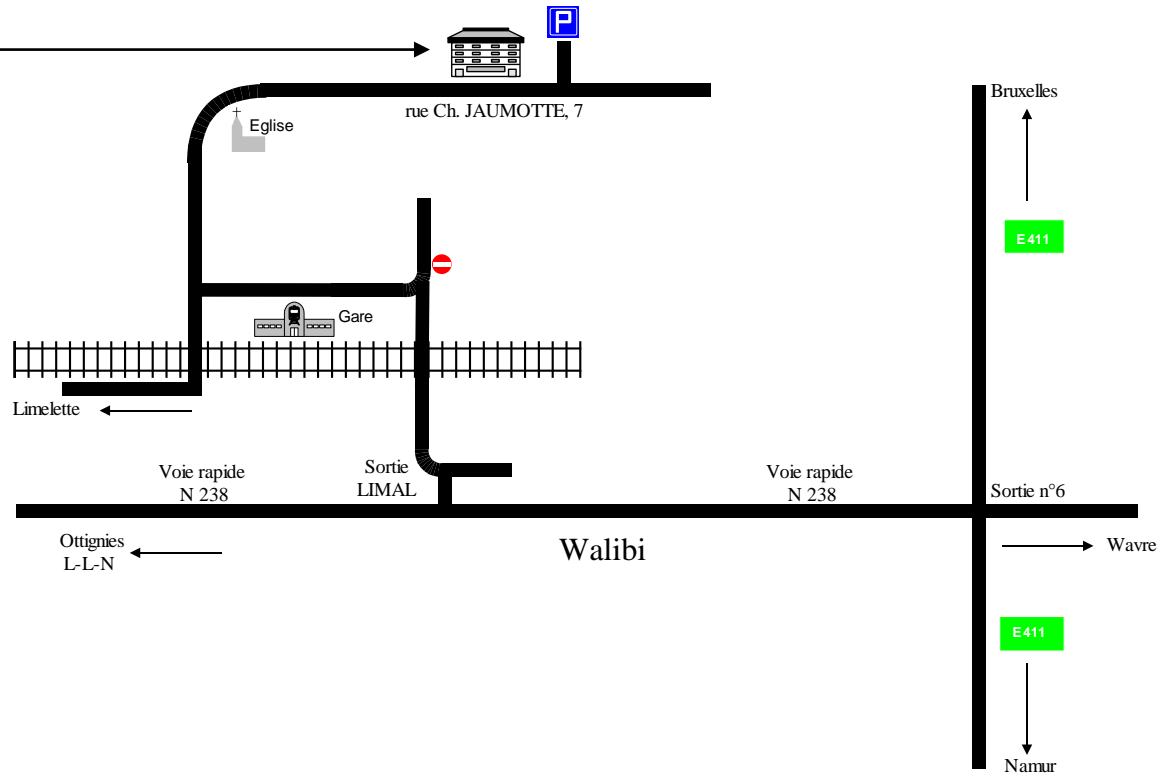 P
Bruxelles
rue Ch. JAUMOTTE, 7
Eglise
E411
Gare
Limelette
Voie rapide
N 238
Sortie
LIMAL
Voie rapide
N 238
Sortie n°6
Ottignies
L-L-N
Walibi
Wavre
E411
Namur